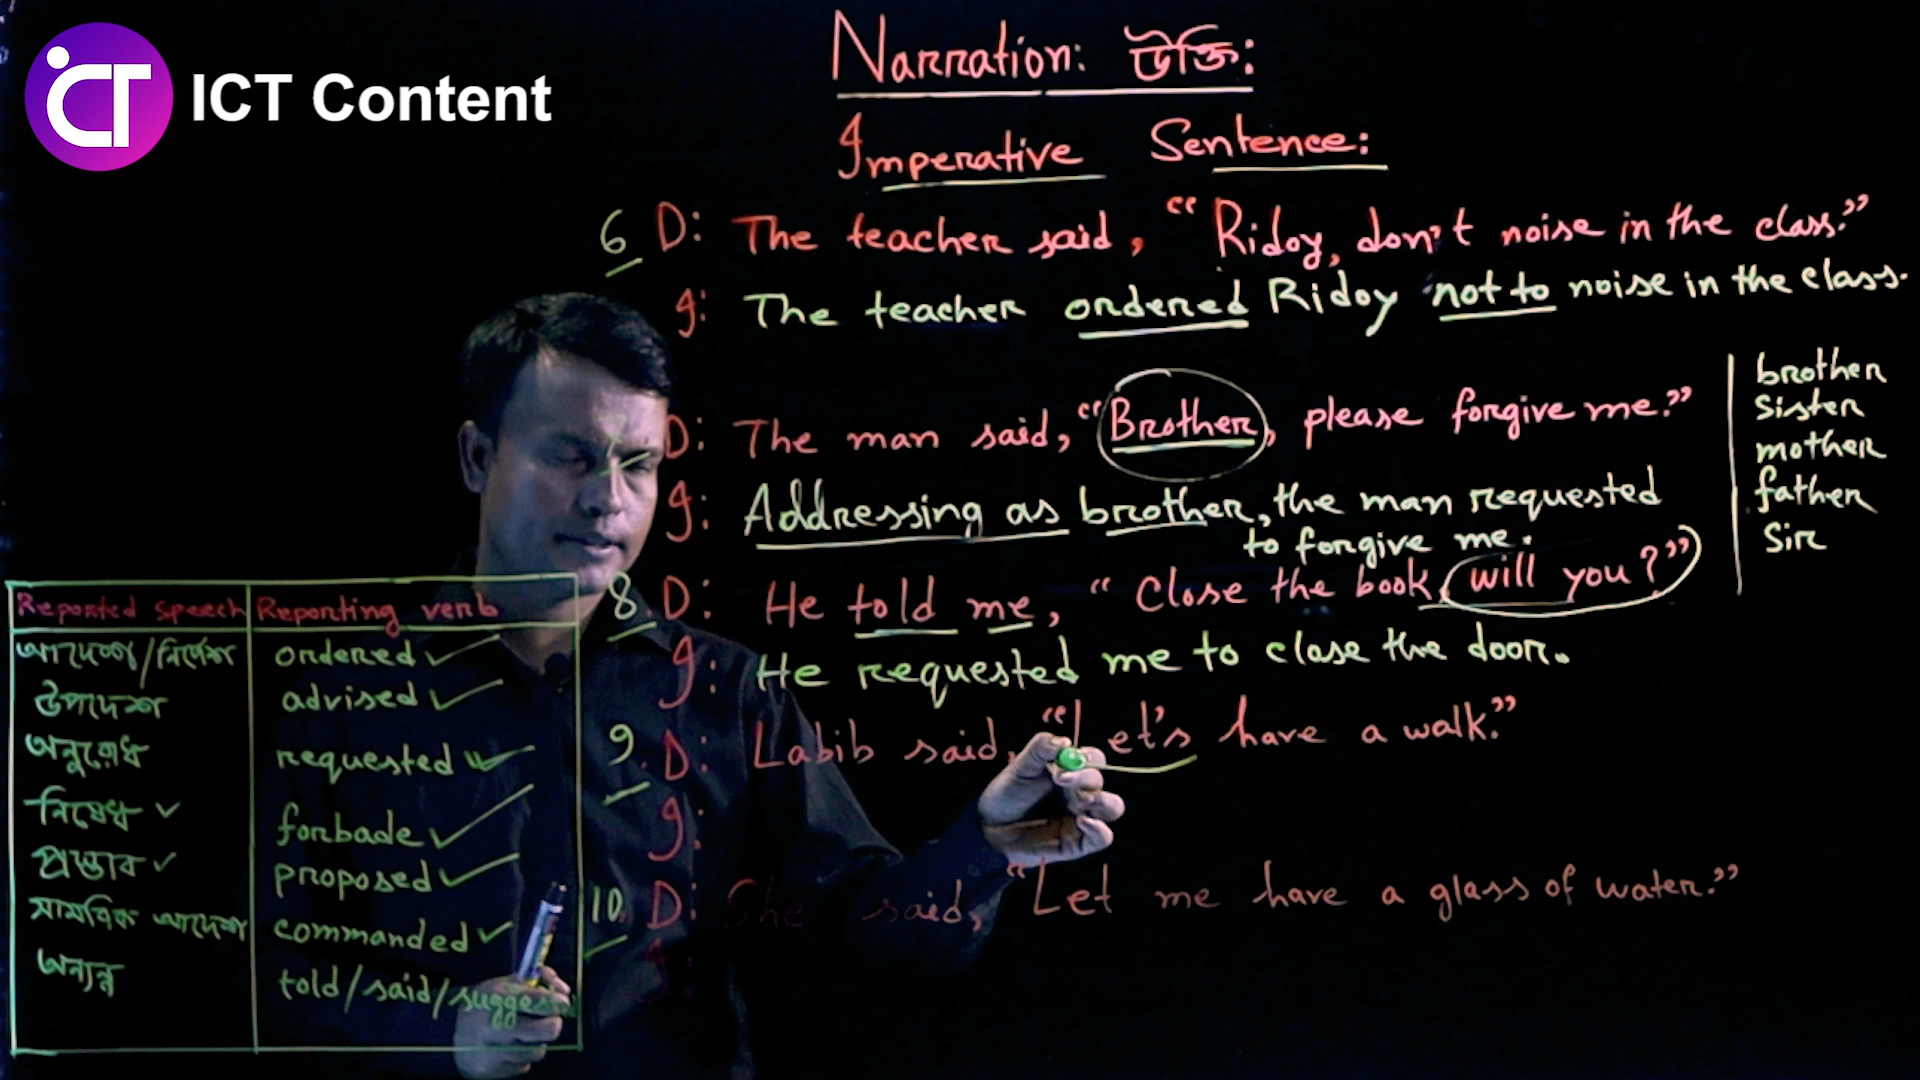 ICT Content
Narration: উক্তি:
Imperative Sentence:
6 D: The teacher said, "Ridoy, don't noise in the class."
I: The teacher ordered Ridoy not to noise in the class.
7 D: The man said, "Brother, please forgive me."
I: Addressing as brother, the man requested
to forgive me.
brother
Sister
mother
father
Sir
8 D: He told me, "Close the book, will you?"
I: He requested me to close the door.
9. D: Labib said, "Let's have a walk."
I:
10. D: She said, "Let me have a glass of water."
I:
Reported speech Reporting verb
আদেশ/নির্দেশ ordered ✓
উপদেশ advised ✓
অনুরোধ requested ✓
নিষেধ ✓ forbade ✓
প্রস্তাব ✓ proposed ✓
সামরিক আদেশ commanded ✓
অন্যান্য told/said/suggested